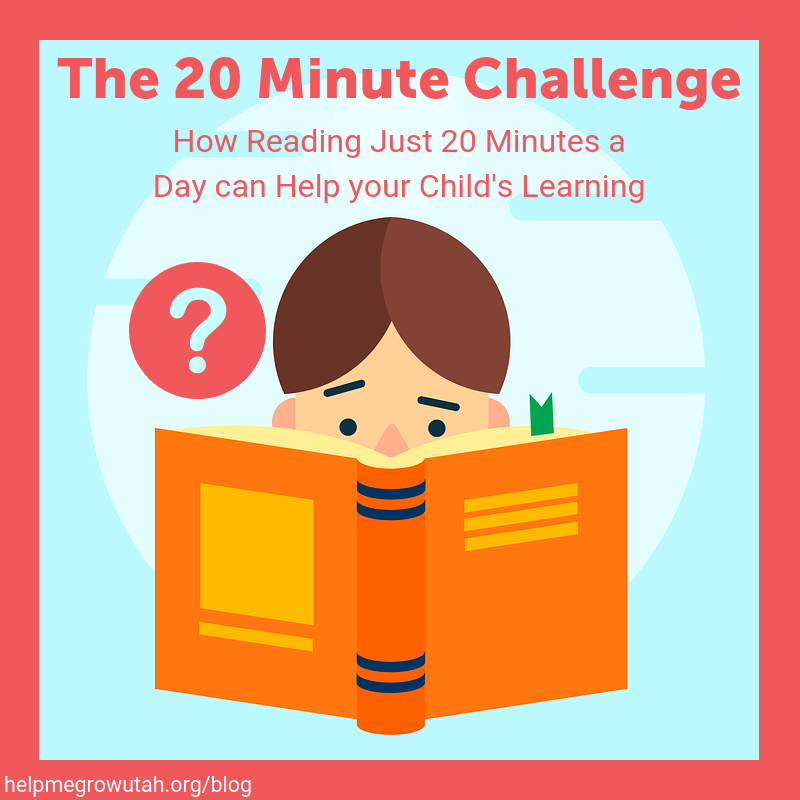 The 20 Minute Challenge
How Reading Just 20 Minutes a
Day can Help your Child's Learning
?
helpmegrowutah.org/blog